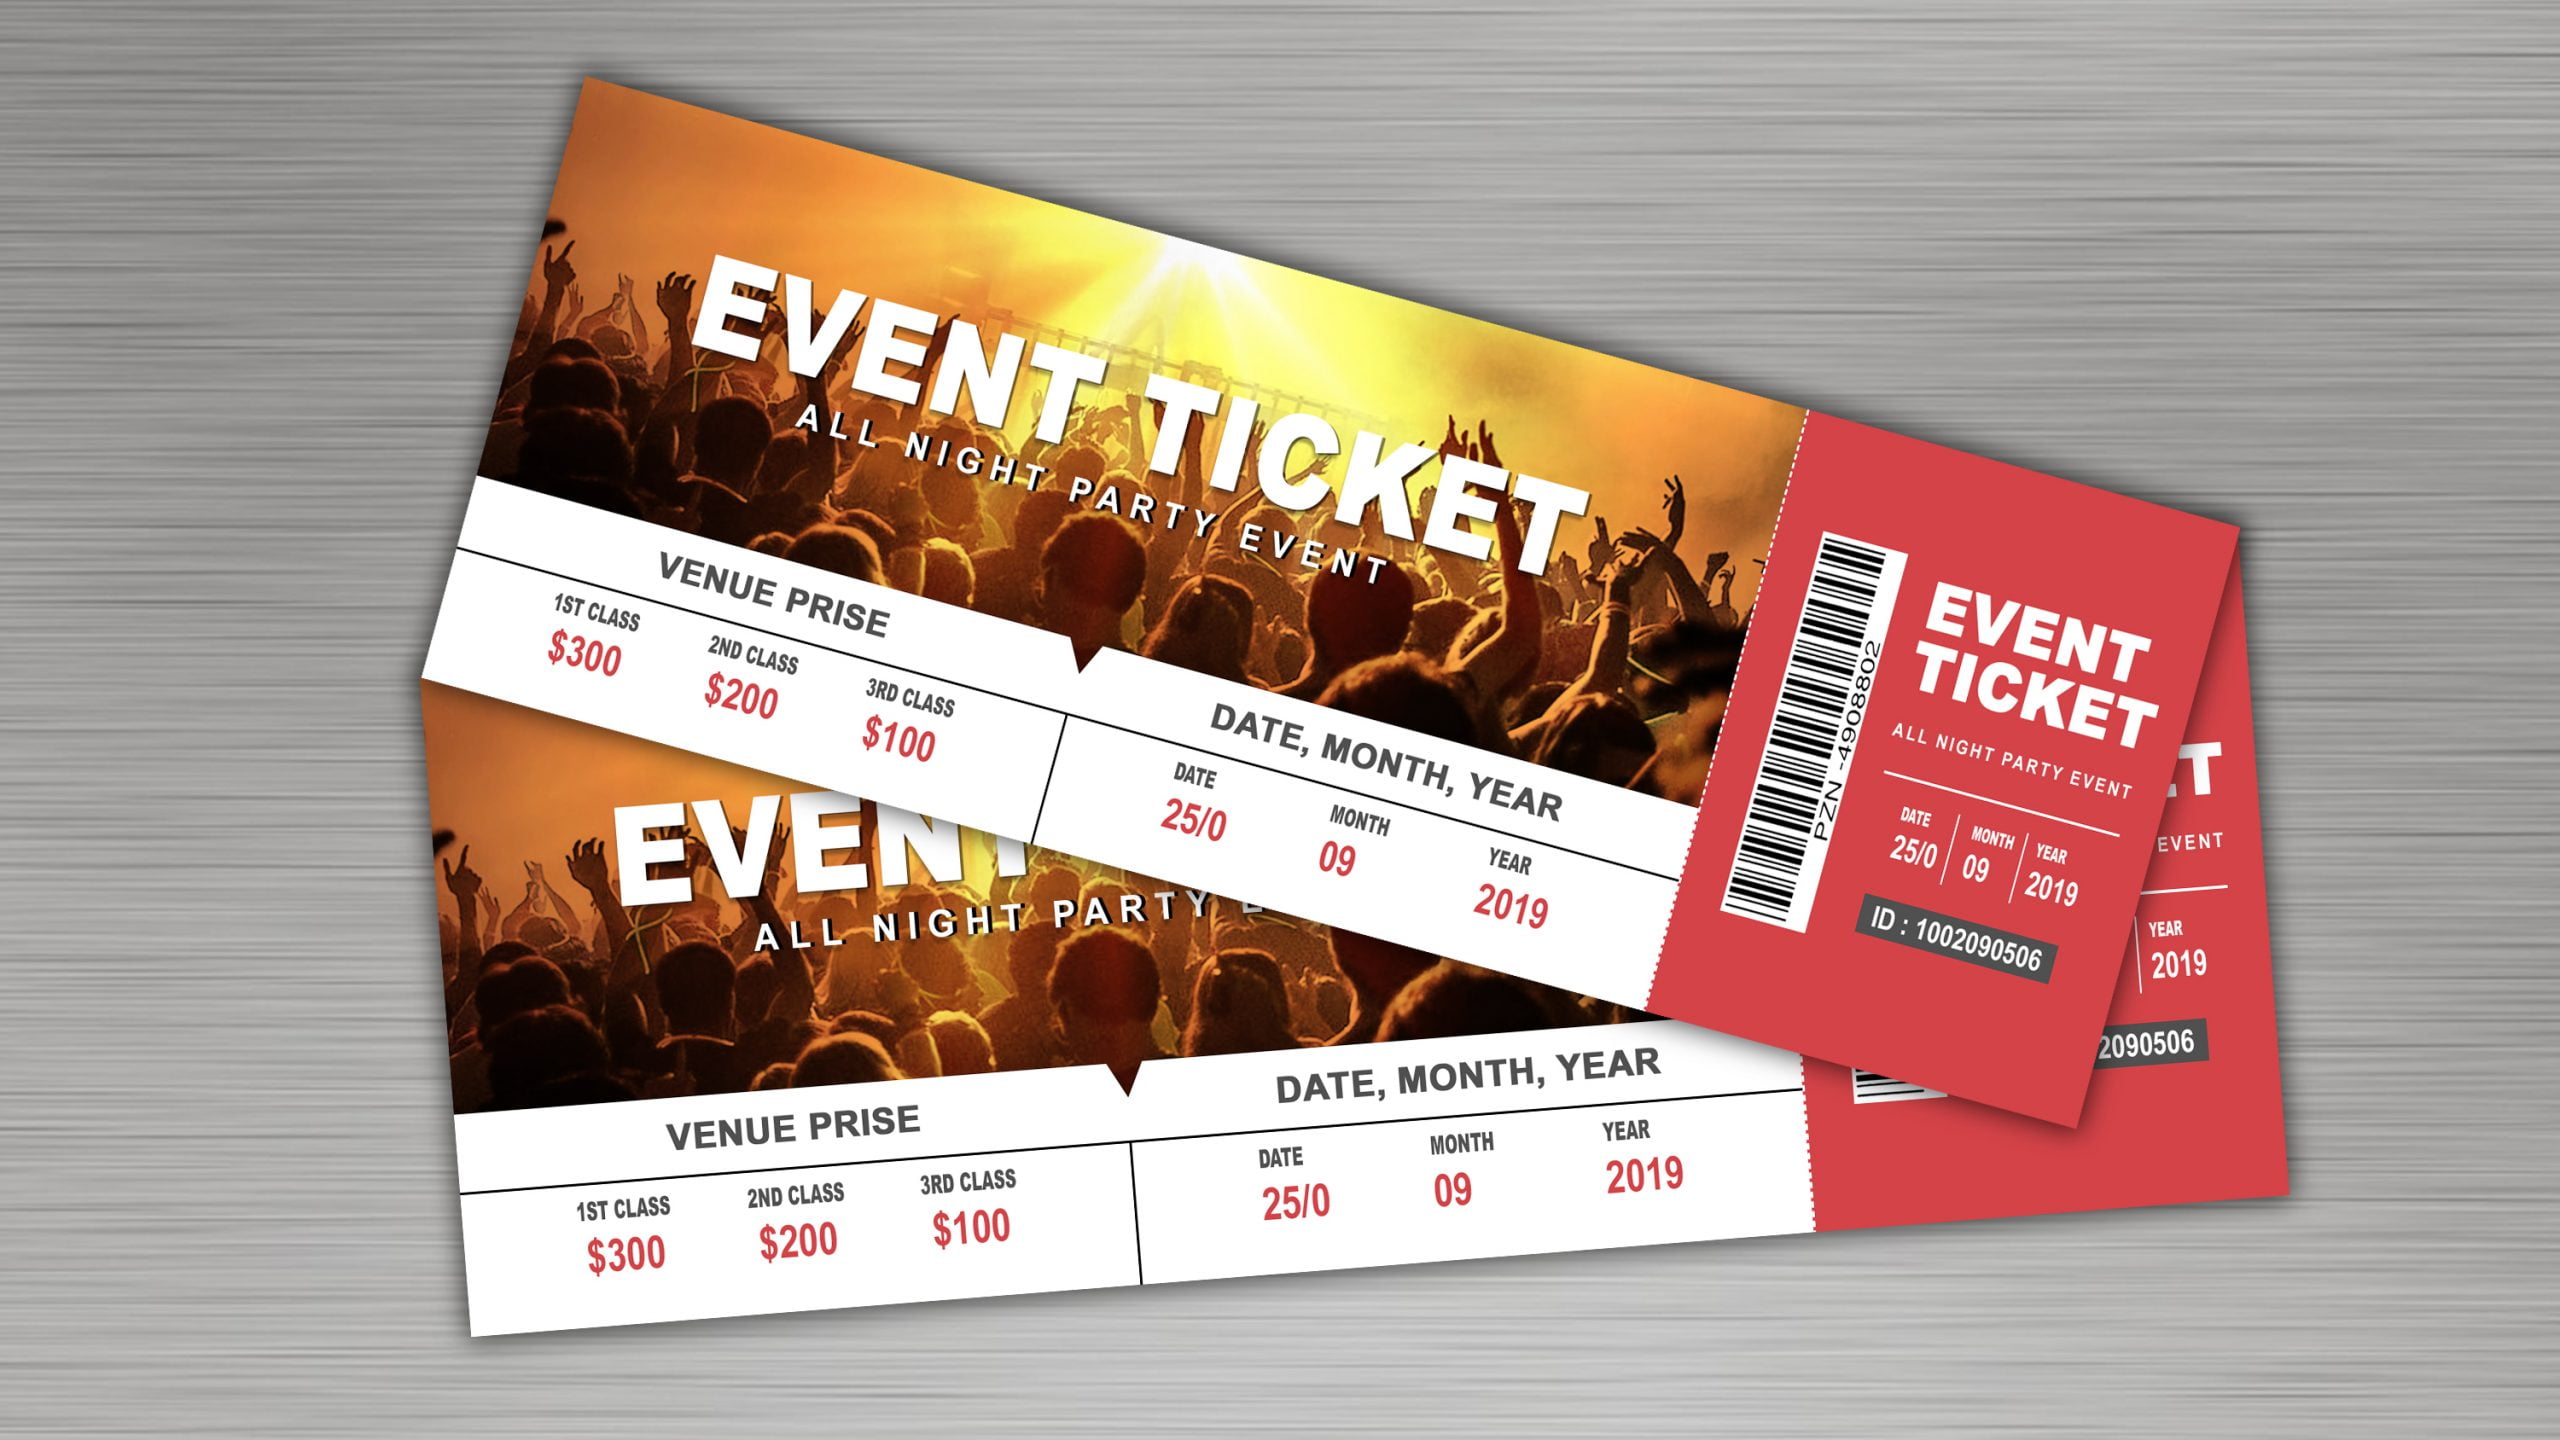 EVENT TICKET
ALL NIGHT PARTY EVENT
VENUE PRISE
1ST CLASS
$300
2ND CLASS
$200
3RD CLASS
$100
DATE, MONTH, YEAR
DATE
25/0
MONTH
09
YEAR
2019
PZN -4908802
EVENT
TICKET
ALL NIGHT PARTY EVENT
DATE
25/0
MONTH
09
YEAR
2019
ID : 1002090506
EVENT
ALL NIGHT PARTY
VENUE PRISE
1ST CLASS
$300
2ND CLASS
$200
3RD CLASS
$100
DATE, MONTH, YEAR
DATE
25/0
MONTH
09
YEAR
2019
EVENT
YEAR
2019
2090506